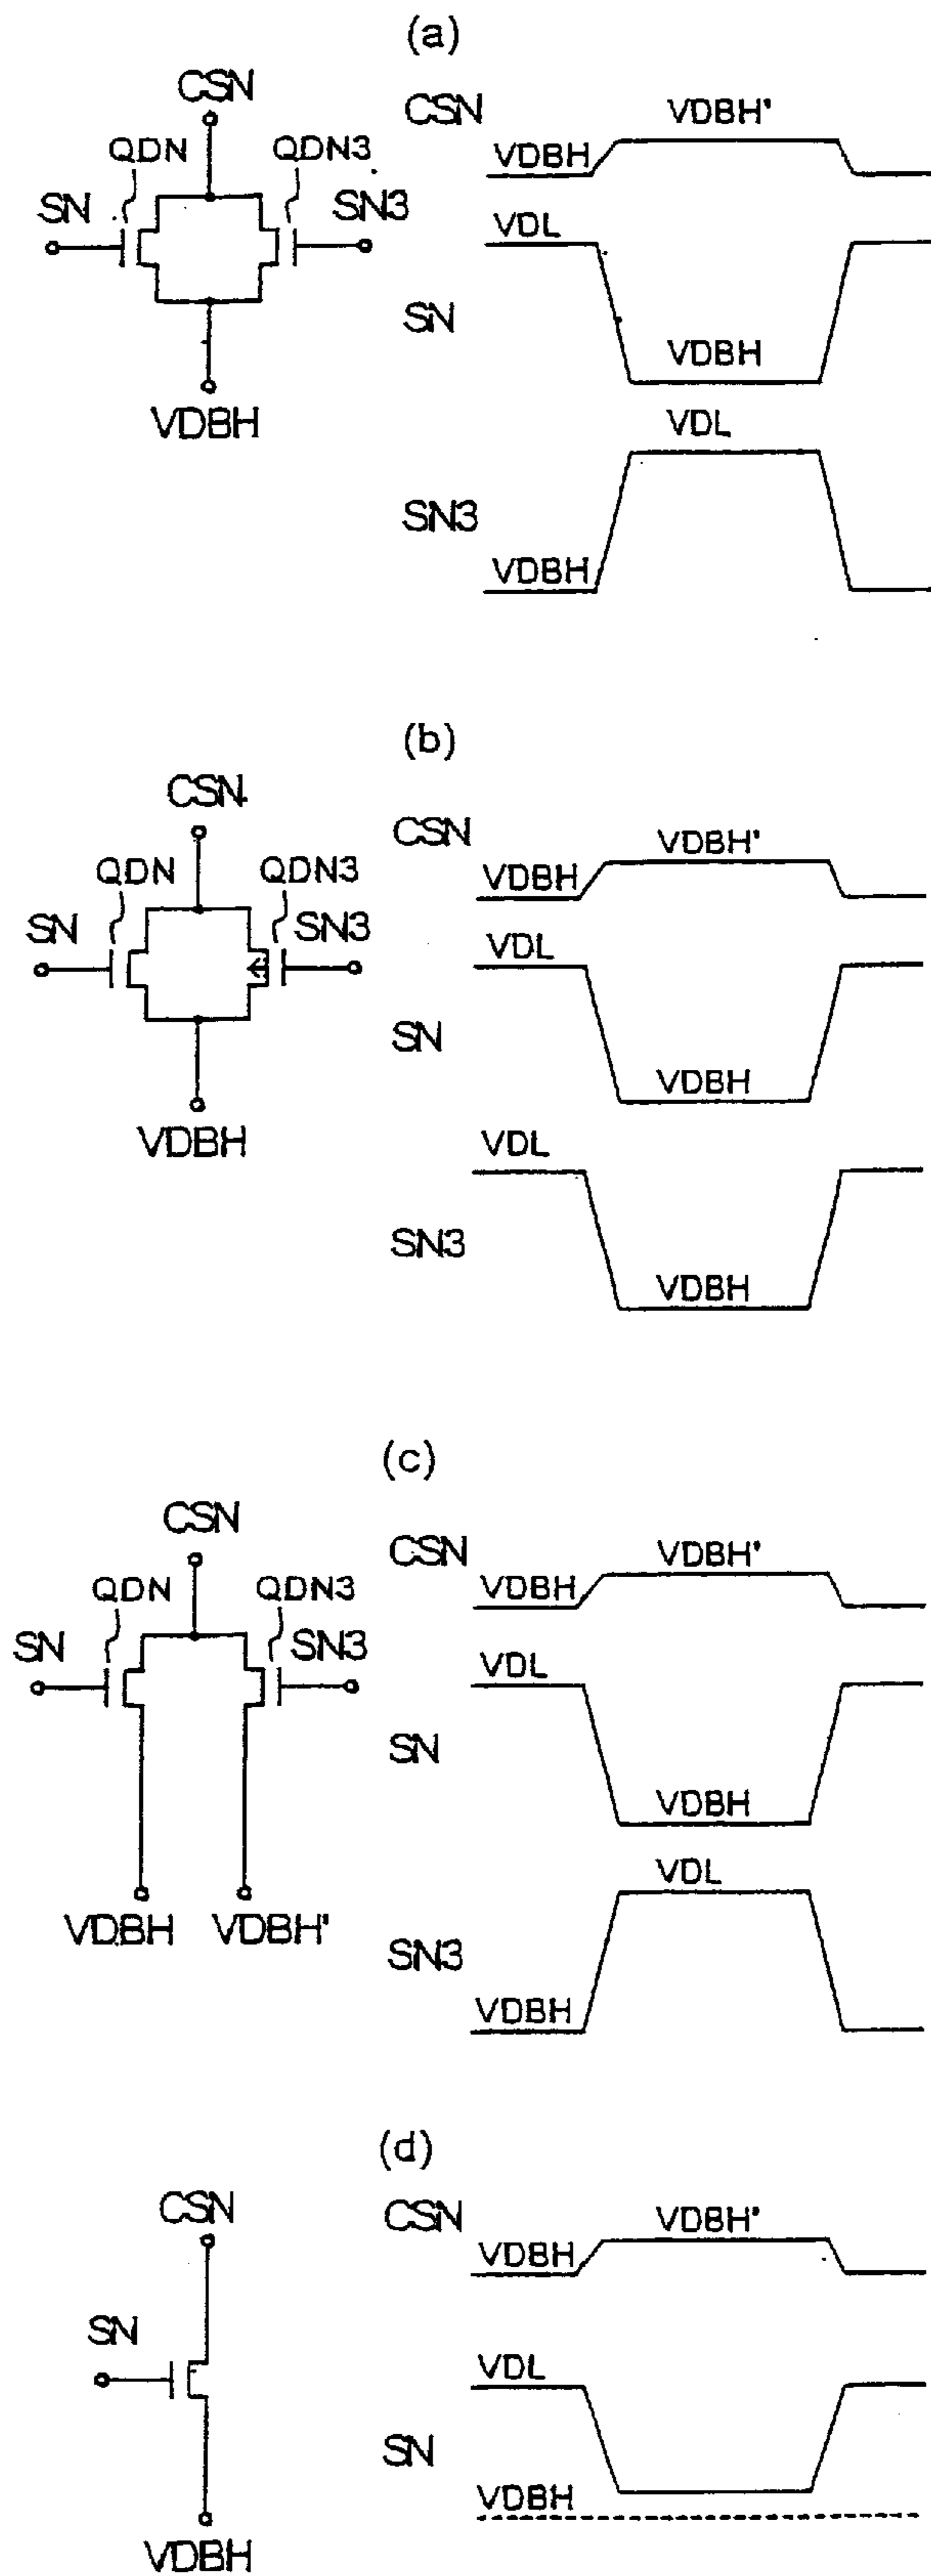 (a)
CSN
QDN
QDN3
SN
SN3
VDBH
CSN
VDBH
VDBH'
VDL
SN
VDBH
VDL
SN3
VDBH
(b)
CSN
QDN
QDN3
SN
SN3
VDBH
CSN
VDBH
VDBH'
VDL
SN
VDBH
VDL
SN3
VDBH
(c)
CSN
QDN
QDN3
SN
SN3
VDBH
VDBH'
CSN
VDBH
VDBH'
VDL
SN
VDBH
VDL
SN3
VDBH
(d)
CSN
SN
VDBH
CSN
VDBH
VDBH'
VDL
SN
VDBH